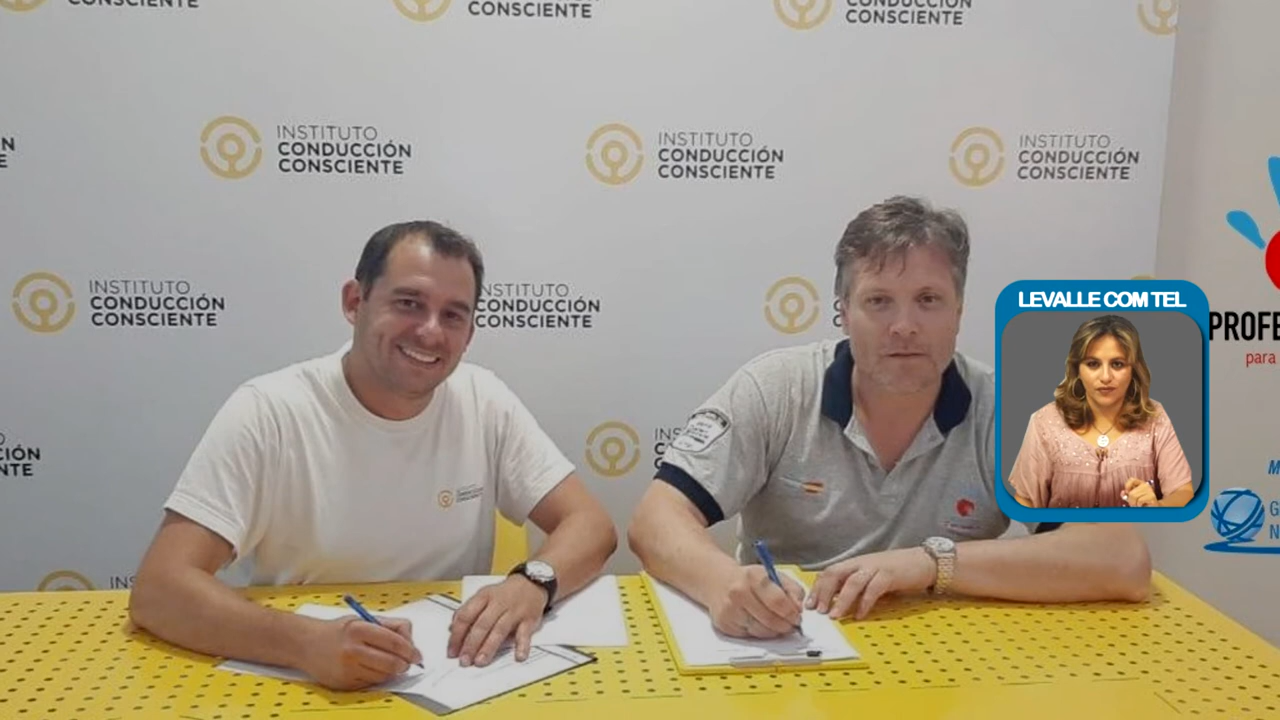 CONSCIENTE
CONDUCCIÓN
CONSCIENTE
INSTITUTO
CONDUCCIÓN
CONSCIENTE
INSTITUTO
CONDUCCIÓN
CONSCIENTE
INSTITUTO
CONDUCCIÓN
CONSCIENTE
INSTITUTO
CONDUCCIÓN
CONSCIENTE
INSTITUTO
CONDUCCIÓN
CONSCIENTE
LEVALLE COM TEL
PROFE
para